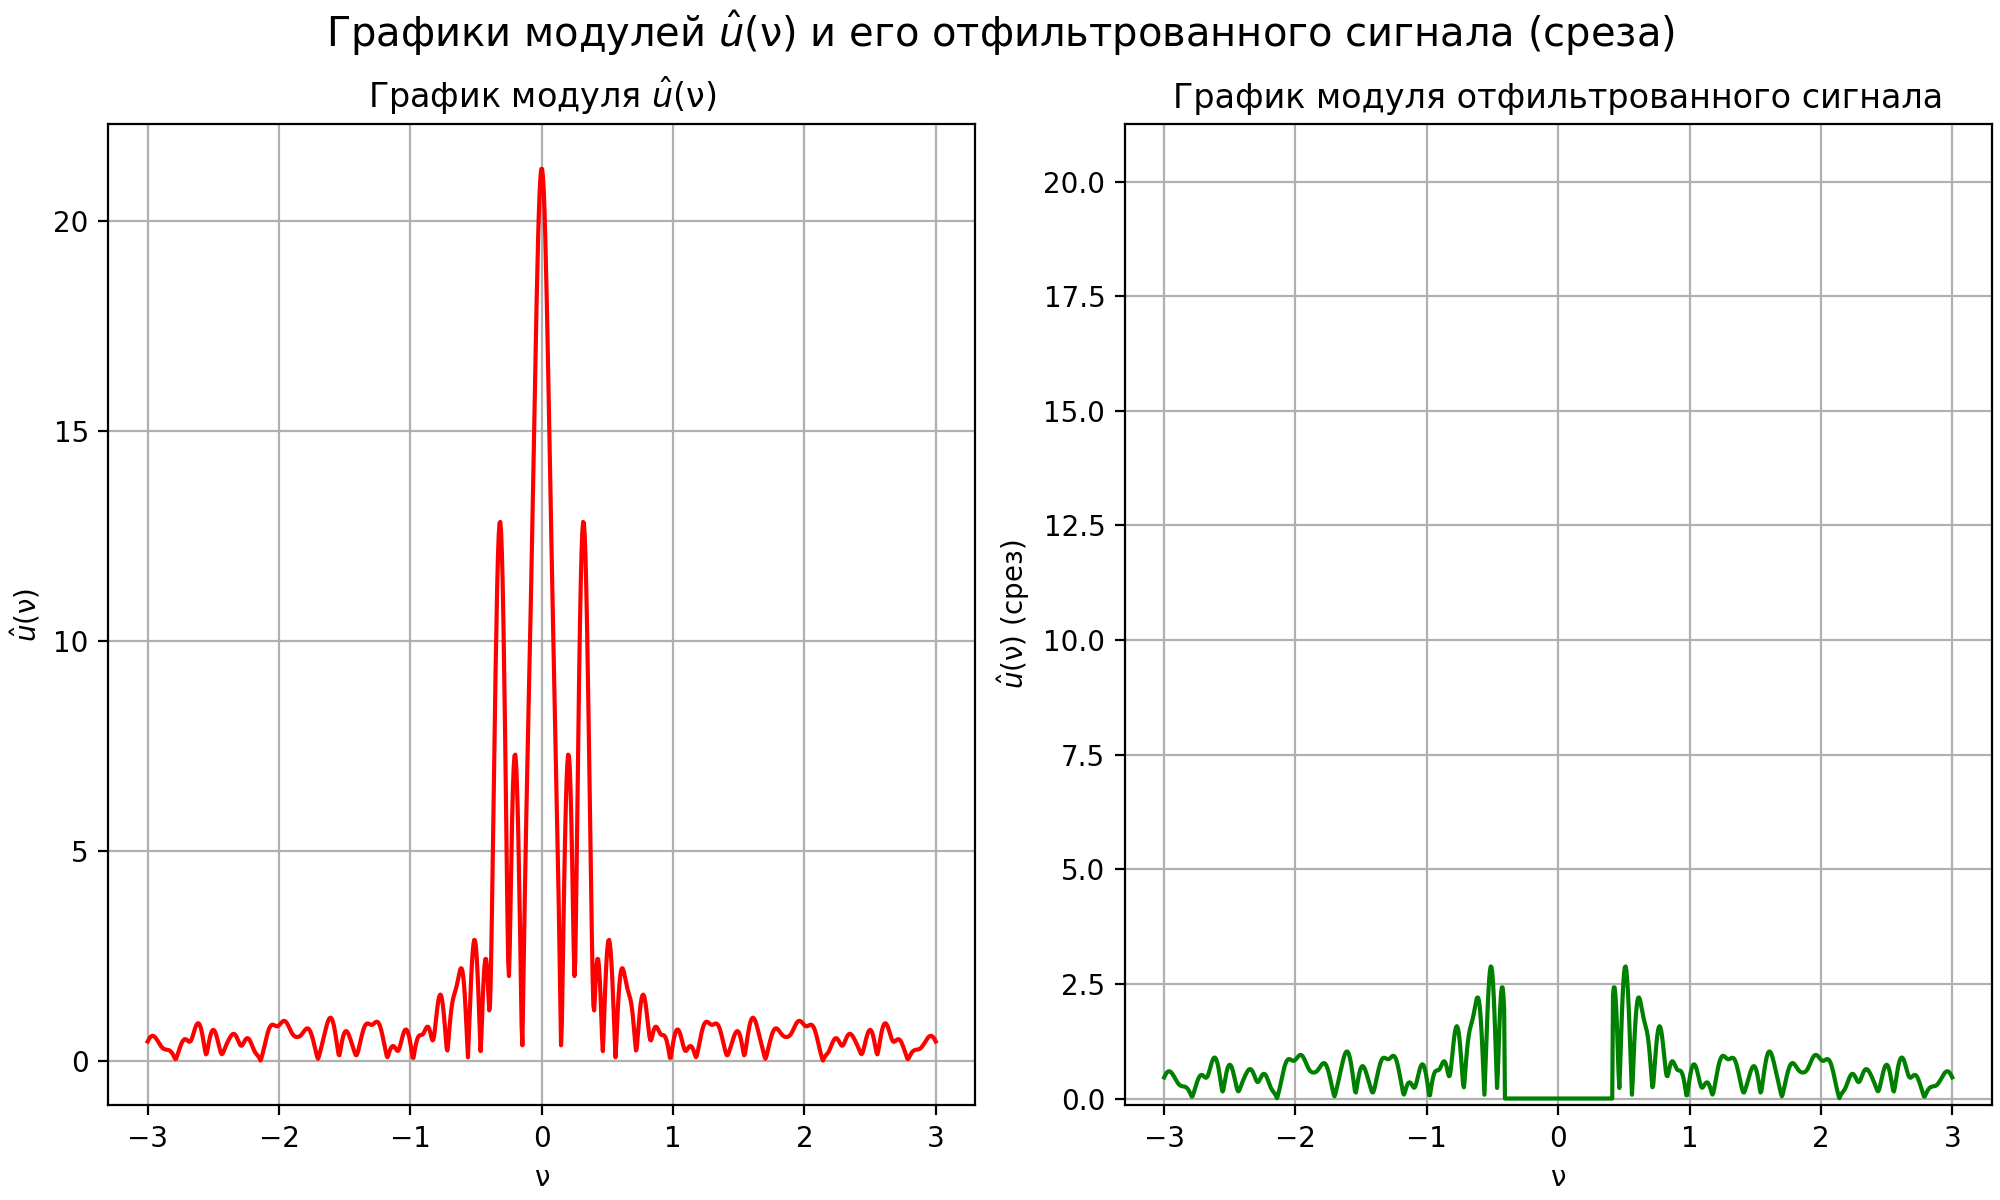 Графики модулей û(ν) и его отфильтрованного сигнала (среза)
График модуля û(ν)
20
15
10
5
0
û(ν)
−3 −2 −1 0 1 2 3
ν
График модуля отфильтрованного сигнала
20.0
17.5
15.0
12.5
10.0
7.5
5.0
2.5
0.0
û(ν) (срез)
−3 −2 −1 0 1 2 3
ν